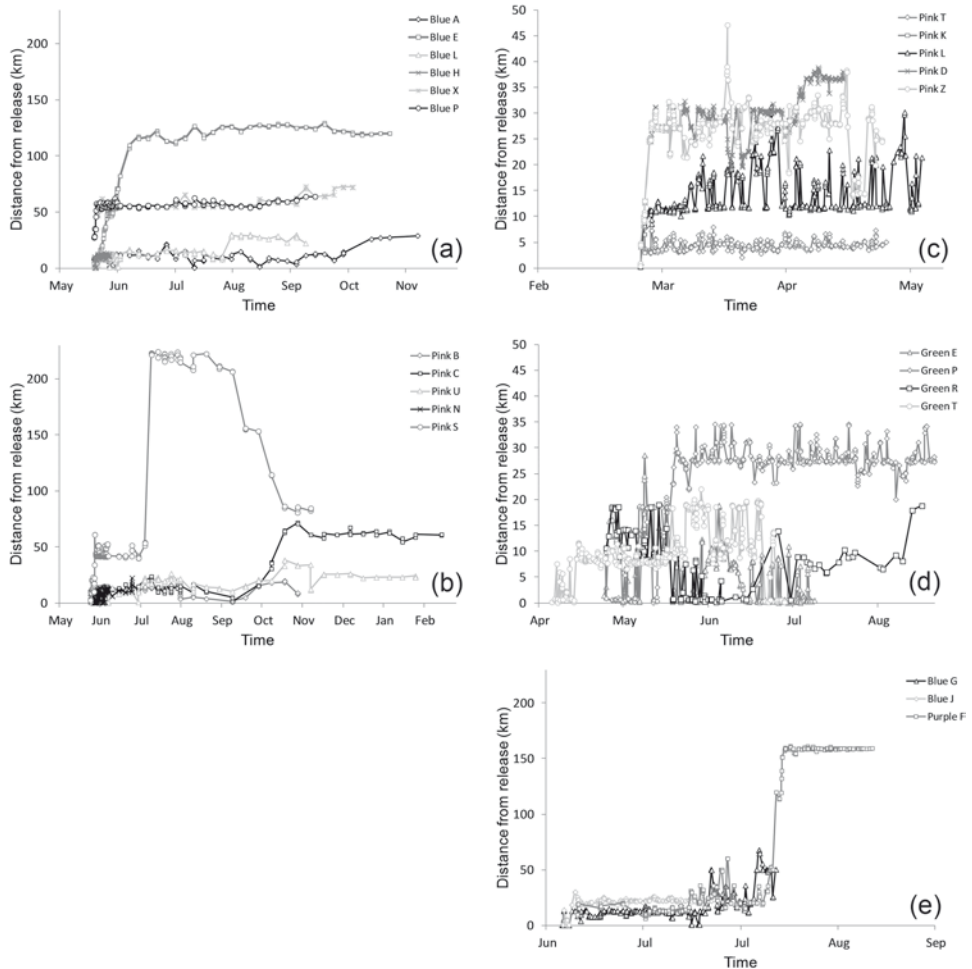 Distance from release (km)
200
150
100
50
0
May Jun Jul Aug Sep Oct Nov
Time
Blue A
Blue E
Blue L
Blue H
Blue X
Blue P
(a)
Distance from release (km)
50
45
40
35
30
25
20
15
10
5
0
Feb Mar Apr May
Time
Pink T
Pink K
Pink L
Pink D
Pink Z
(c)
Distance from release (km)
200
150
100
50
0
May Jun Jul Aug Sep Oct Nov Dec Jan Feb
Time
Pink B
Pink C
Pink U
Pink N
Pink S
(b)
Distance from release (km)
50
45
40
35
30
25
20
15
10
5
0
Apr May Jun Jul Aug
Time
Green E
Green P
Green R
Green T
(d)
Distance from release (km)
200
150
100
50
0
Jun Jul Jul Aug Sep
Time
Blue G
Blue J
Purple F
(e)